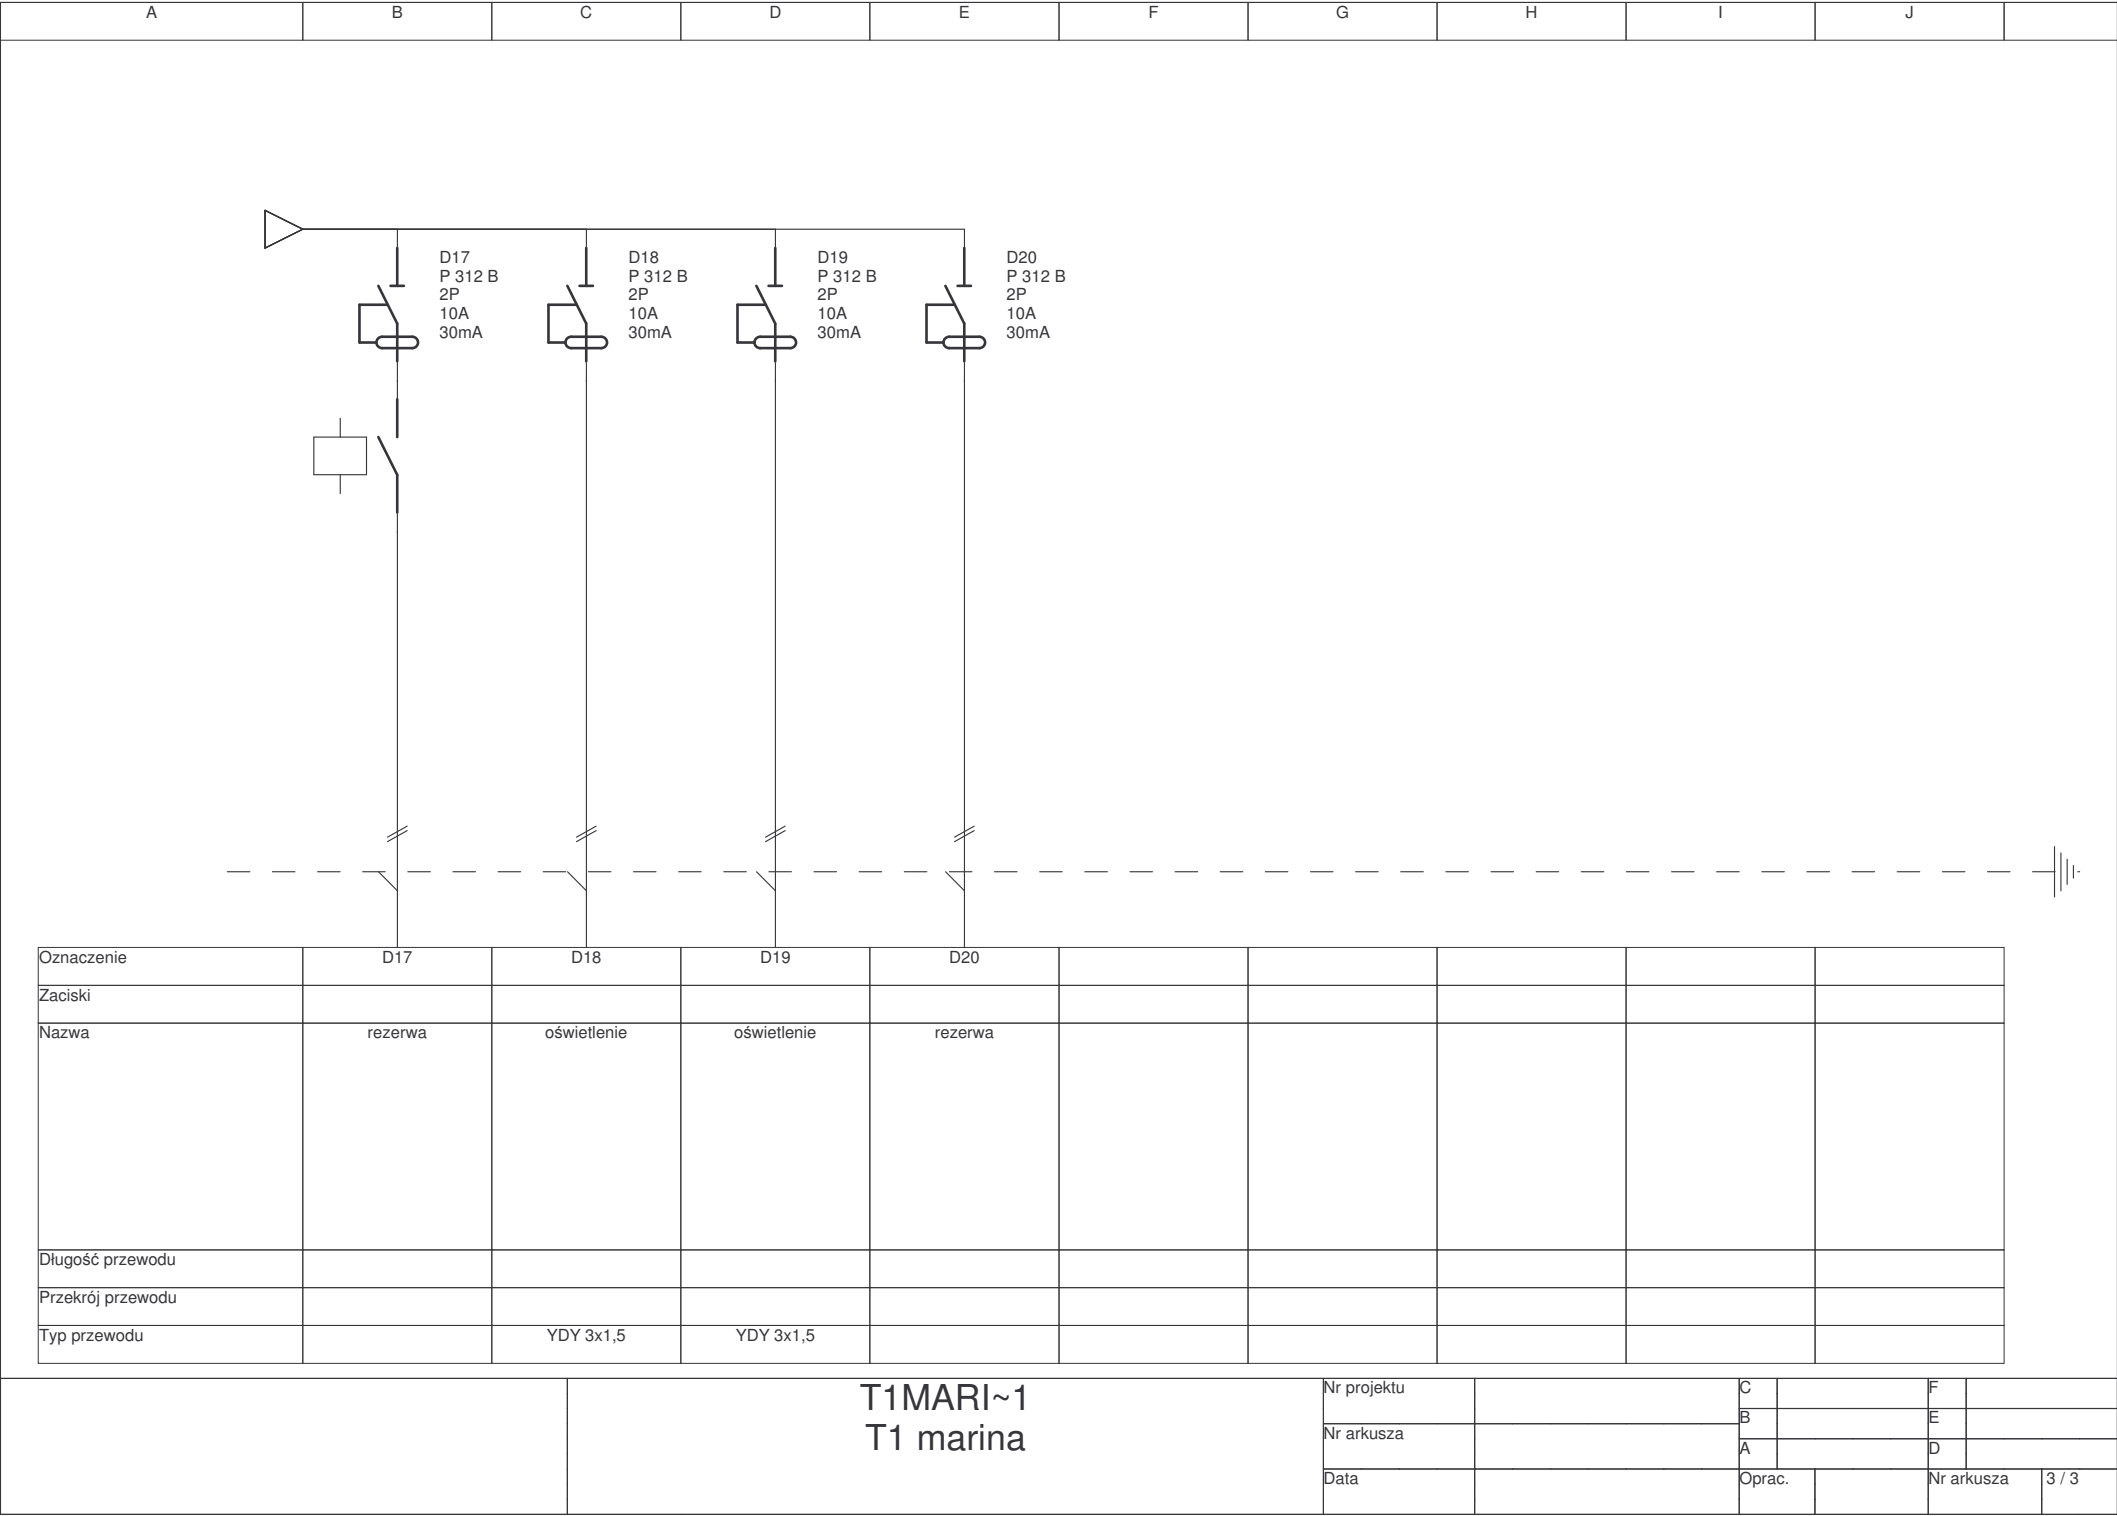 A B C D E F G H I J
D17
P 312 B
2P
10A
30mA
D18
P 312 B
2P
10A
30mA
D19
P 312 B
2P
10A
30mA
D20
P 312 B
2P
10A
30mA
Oznaczenie D17 D18 D19 D20
Zaciski
Nazwa rezerwa oświetlenie oświetlenie rezerwa
Długość przewodu
Przekrój przewodu
Typ przewodu YDY 3x1,5 YDY 3x1,5
T1MARI~1
T1 marina
Nr projektu
Nr arkusza
Data
C F
B E
A D
Oprac. Nr arkusza 3 / 3